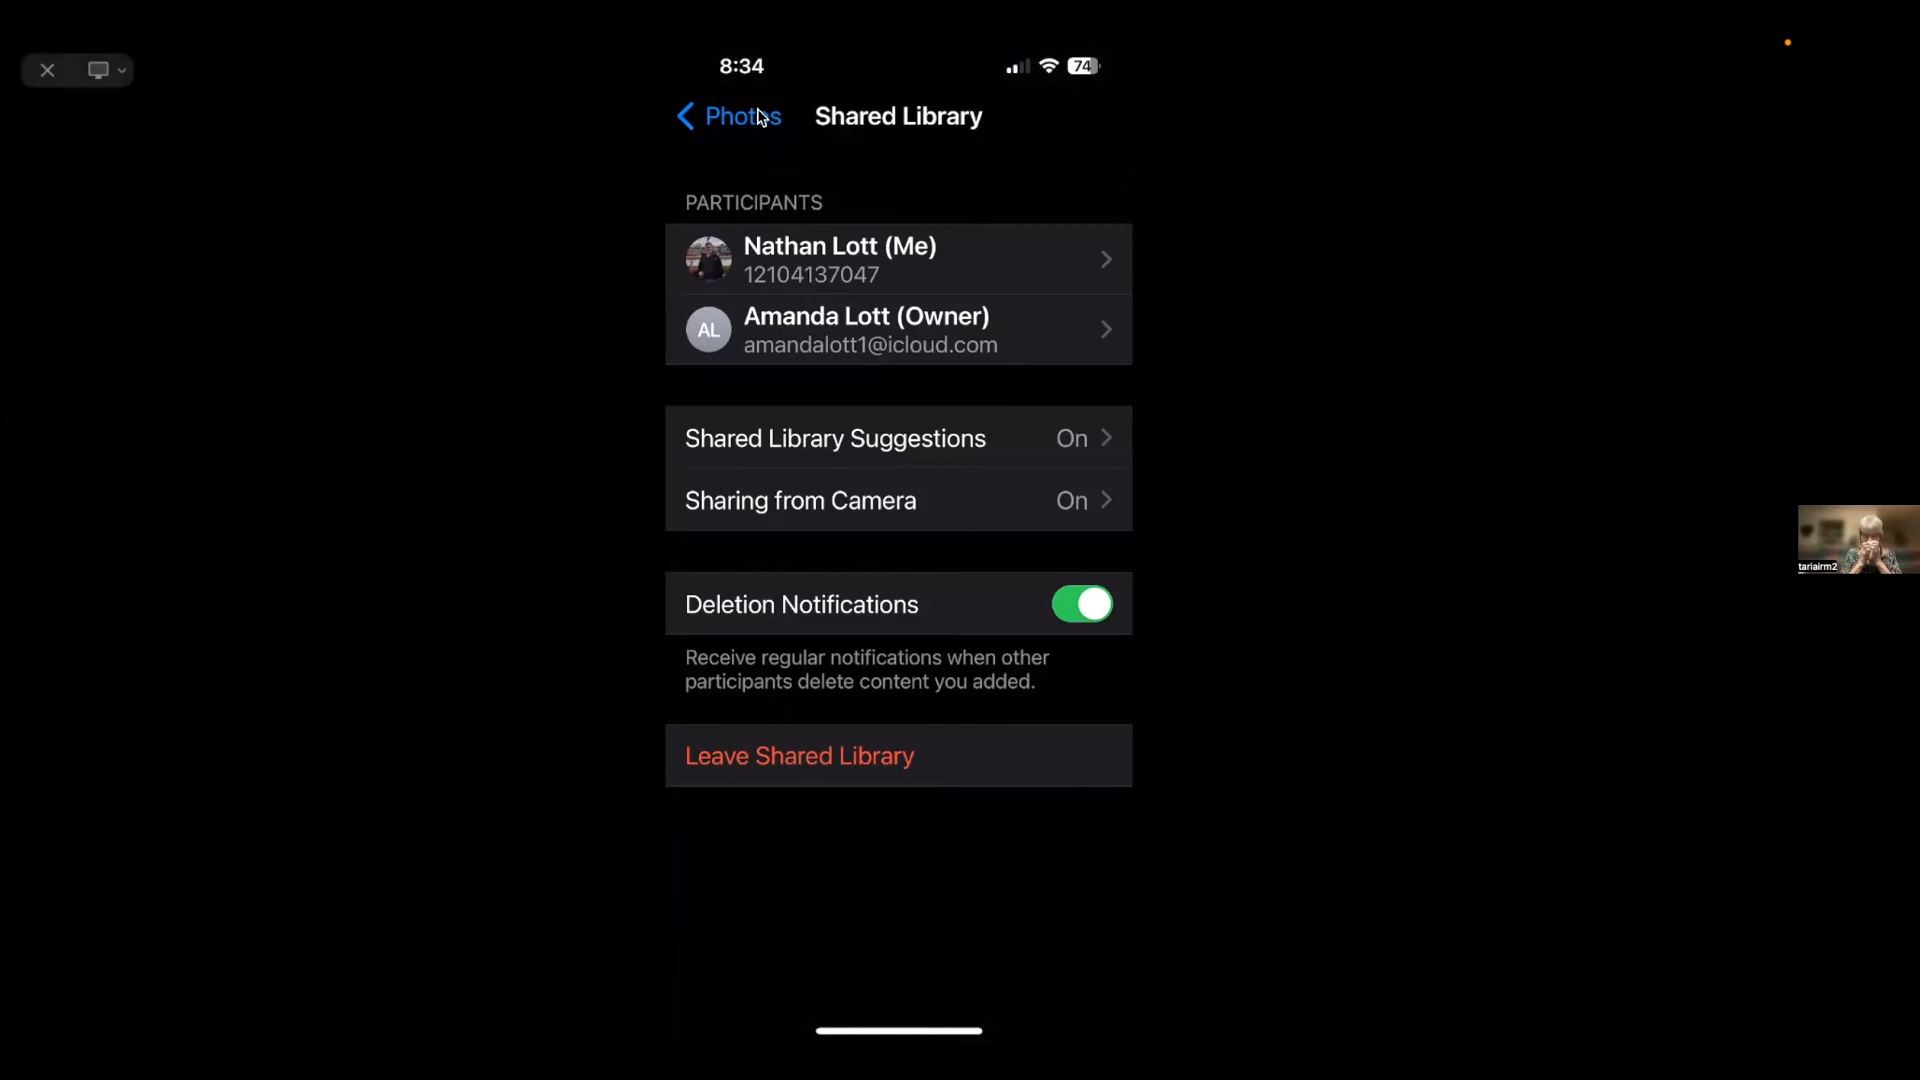 8:34
74
Photos
Shared Library
PARTICIPANTS
Nathan Lott (Me)
12104137047
AL
Amanda Lott (Owner)
amandalott1@icloud.com
Shared Library Suggestions
On
Sharing from Camera
On
Deletion Notifications
Receive regular notifications when other
participants delete content you added.
Leave Shared Library
tariairm2